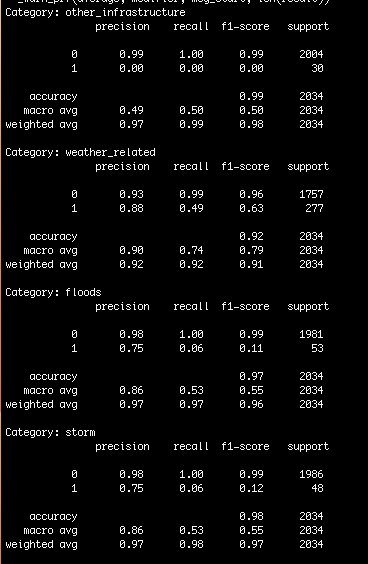 Category: other_infrastructure
precision recall f1-score support
0 0.99 1.00 0.99 2004
1 0.00 0.00 0.00 30
accuracy 0.99 2034
macro avg 0.49 0.50 0.50 2034
weighted avg 0.97 0.99 0.98 2034
Category: weather_related
precision recall f1-score support
0 0.93 0.99 0.96 1757
1 0.88 0.49 0.63 277
accuracy 0.92 2034
macro avg 0.90 0.74 0.79 2034
weighted avg 0.92 0.92 0.91 2034
Category: floods
precision recall f1-score support
0 0.98 1.00 0.99 1981
1 0.75 0.06 0.11 53
accuracy 0.97 2034
macro avg 0.86 0.53 0.55 2034
weighted avg 0.97 0.97 0.96 2034
Category: storm
precision recall f1-score support
0 0.98 1.00 0.99 1986
1 0.75 0.06 0.12 48
accuracy 0.98 2034
macro avg 0.86 0.53 0.55 2034
weighted avg 0.97 0.98 0.97 2034